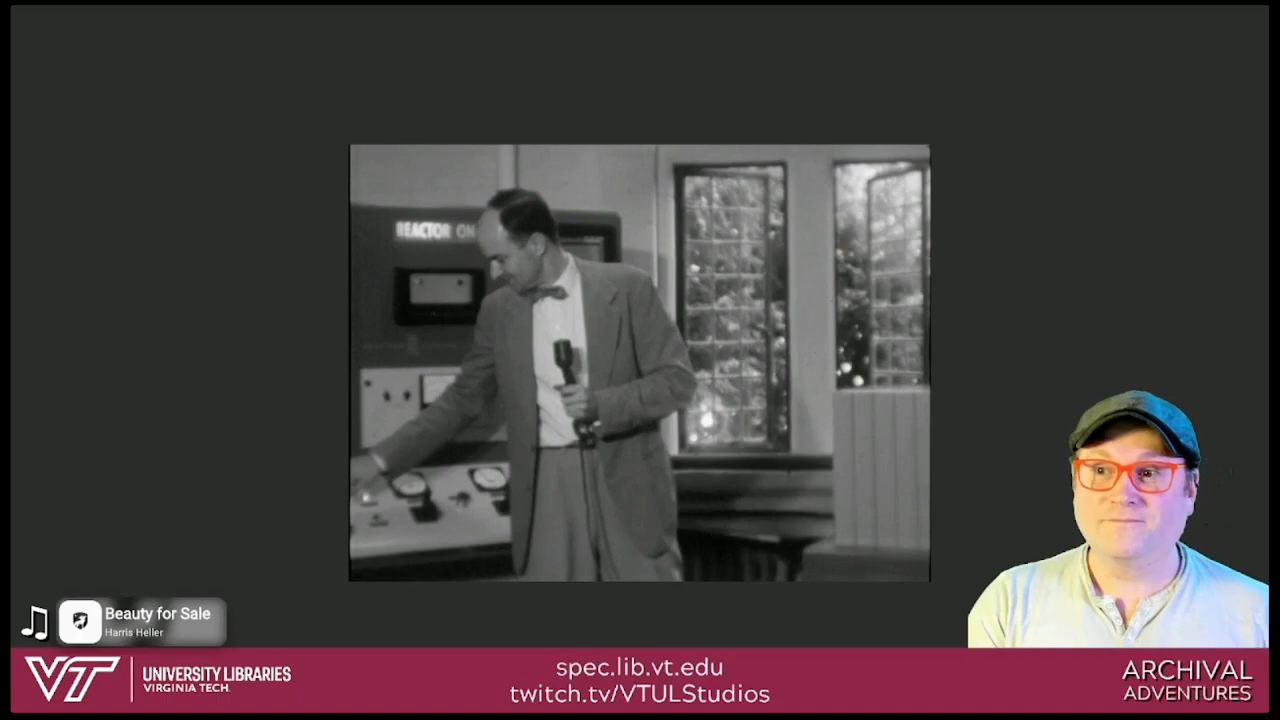 REACTOR ON
Beauty for Sale
Harris Heller
VT
UNIVERSITY LIBRARIES
VIRGINIA TECH.
spec.lib.vt.edu
twitch.tv/VTULStudios
ARCHIVAL
ADVENTURES